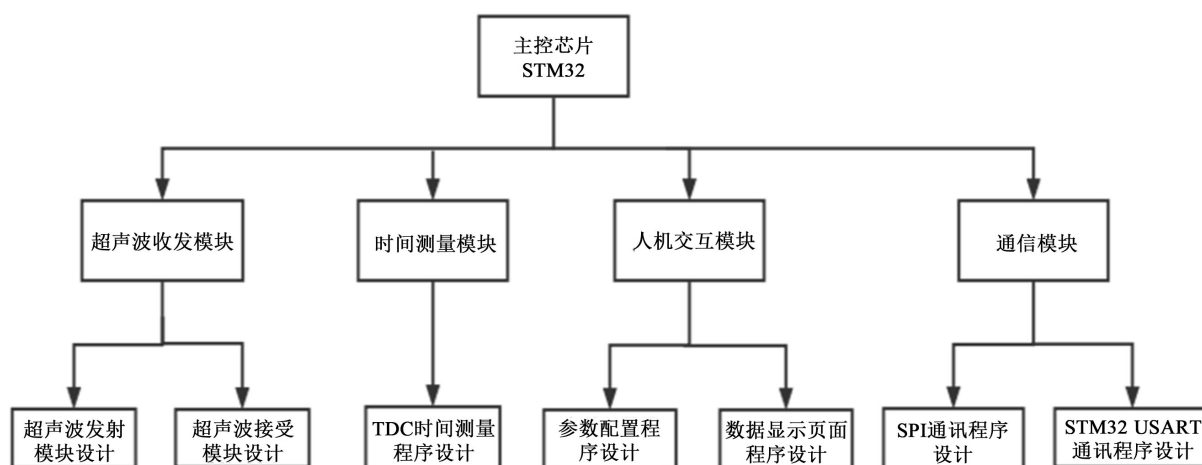 主控芯片
STM32
超声波收发模块
时间测量模块
人机交互模块
通信模块
超声波发射
模块设计
超声波接受
模块设计
TDC时间测量
程序设计
参数配置程
序设计
数据显示页面
程序设计
SPI通讯程序
设计
STM32 USART
通讯程序设计